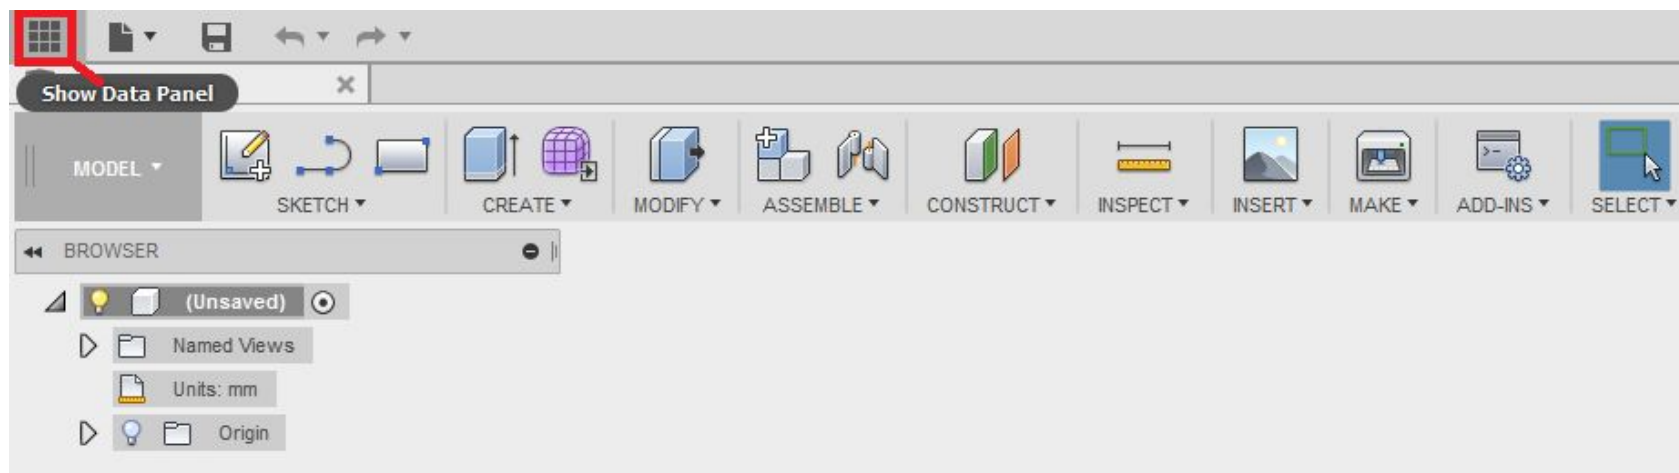 Show Data Panel
MODEL
SKETCH
CREATE
MODIFY
ASSEMBLE
CONSTRUCT
INSPECT
INSERT
MAKE
ADD-INS
SELECT
BROWSER
(Unsaved)
Named Views
Units: mm
Origin